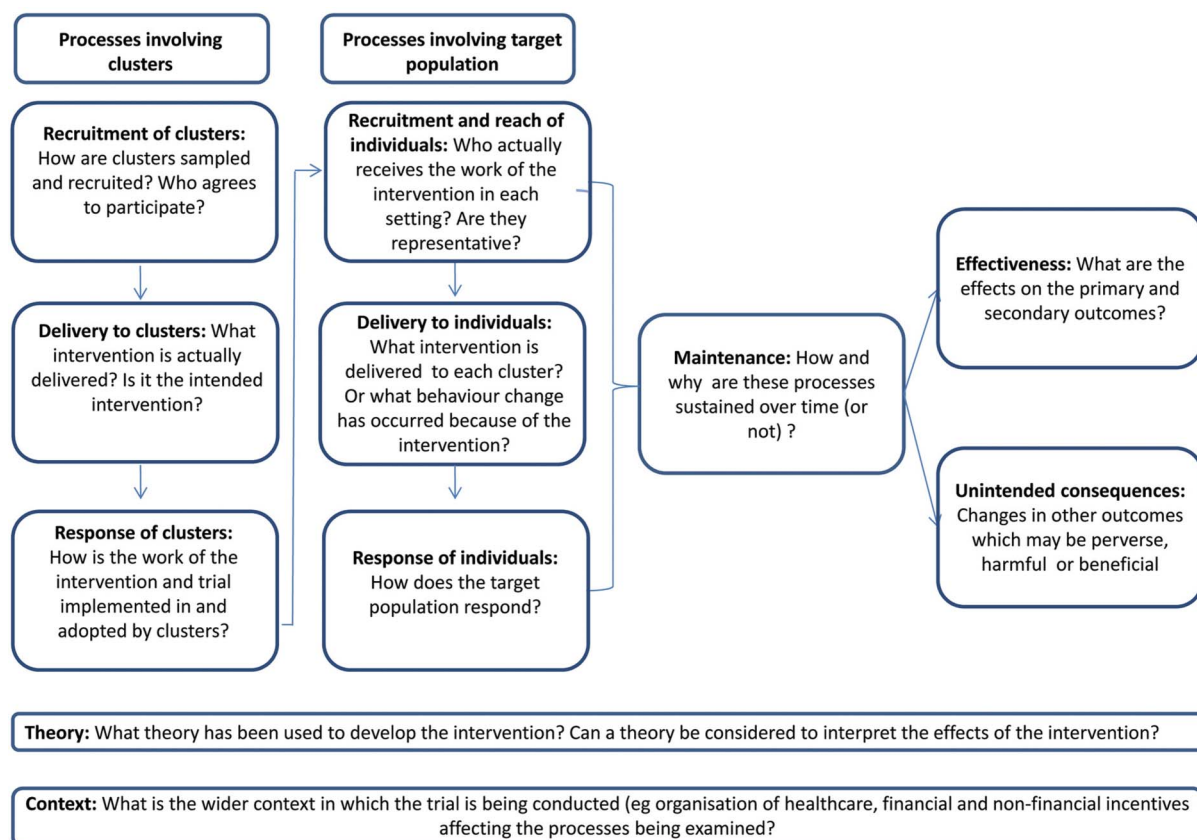 Processes involving
clusters
Processes involving target
population
Recruitment of clusters:
How are clusters sampled
and recruited? Who agrees
to participate?
Delivery to clusters: What
intervention is actually
delivered? Is it the intended
intervention?
Response of clusters:
How is the work of the
intervention and trial
implemented in and
adopted by clusters?
Recruitment and reach of
individuals: Who actually
receives the work of the
intervention in each
setting? Are they
representative?
Delivery to individuals:
What intervention is
delivered to each cluster?
Or what behaviour change
has occurred because of the
intervention?
Response of individuals:
How does the target
population respond?
Maintenance: How and
why are these processes
sustained over time (or
not) ?
Effectiveness: What are the
effects on the primary and
secondary outcomes?
Unintended consequences:
Changes in other outcomes
which may be perverse,
harmful or beneficial
Theory: What theory has been used to develop the intervention? Can a theory be considered to interpret the effects of the intervention?
Context: What is the wider context in which the trial is being conducted (eg organisation of healthcare, financial and non-financial incentives
affecting the processes being examined?